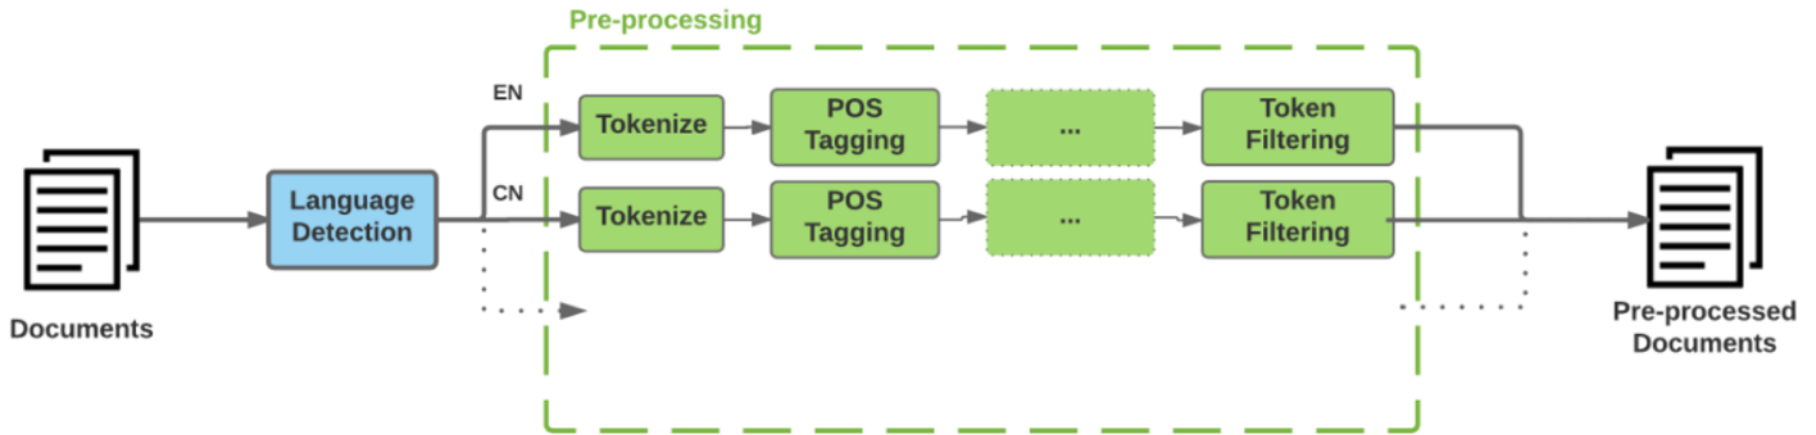 Pre-processing
EN
Tokenize
POS
Tagging
...
Token
Filtering
Documents
Language
Detection
CN
Tokenize
POS
Tagging
...
Token
Filtering
Pre-processed
Documents